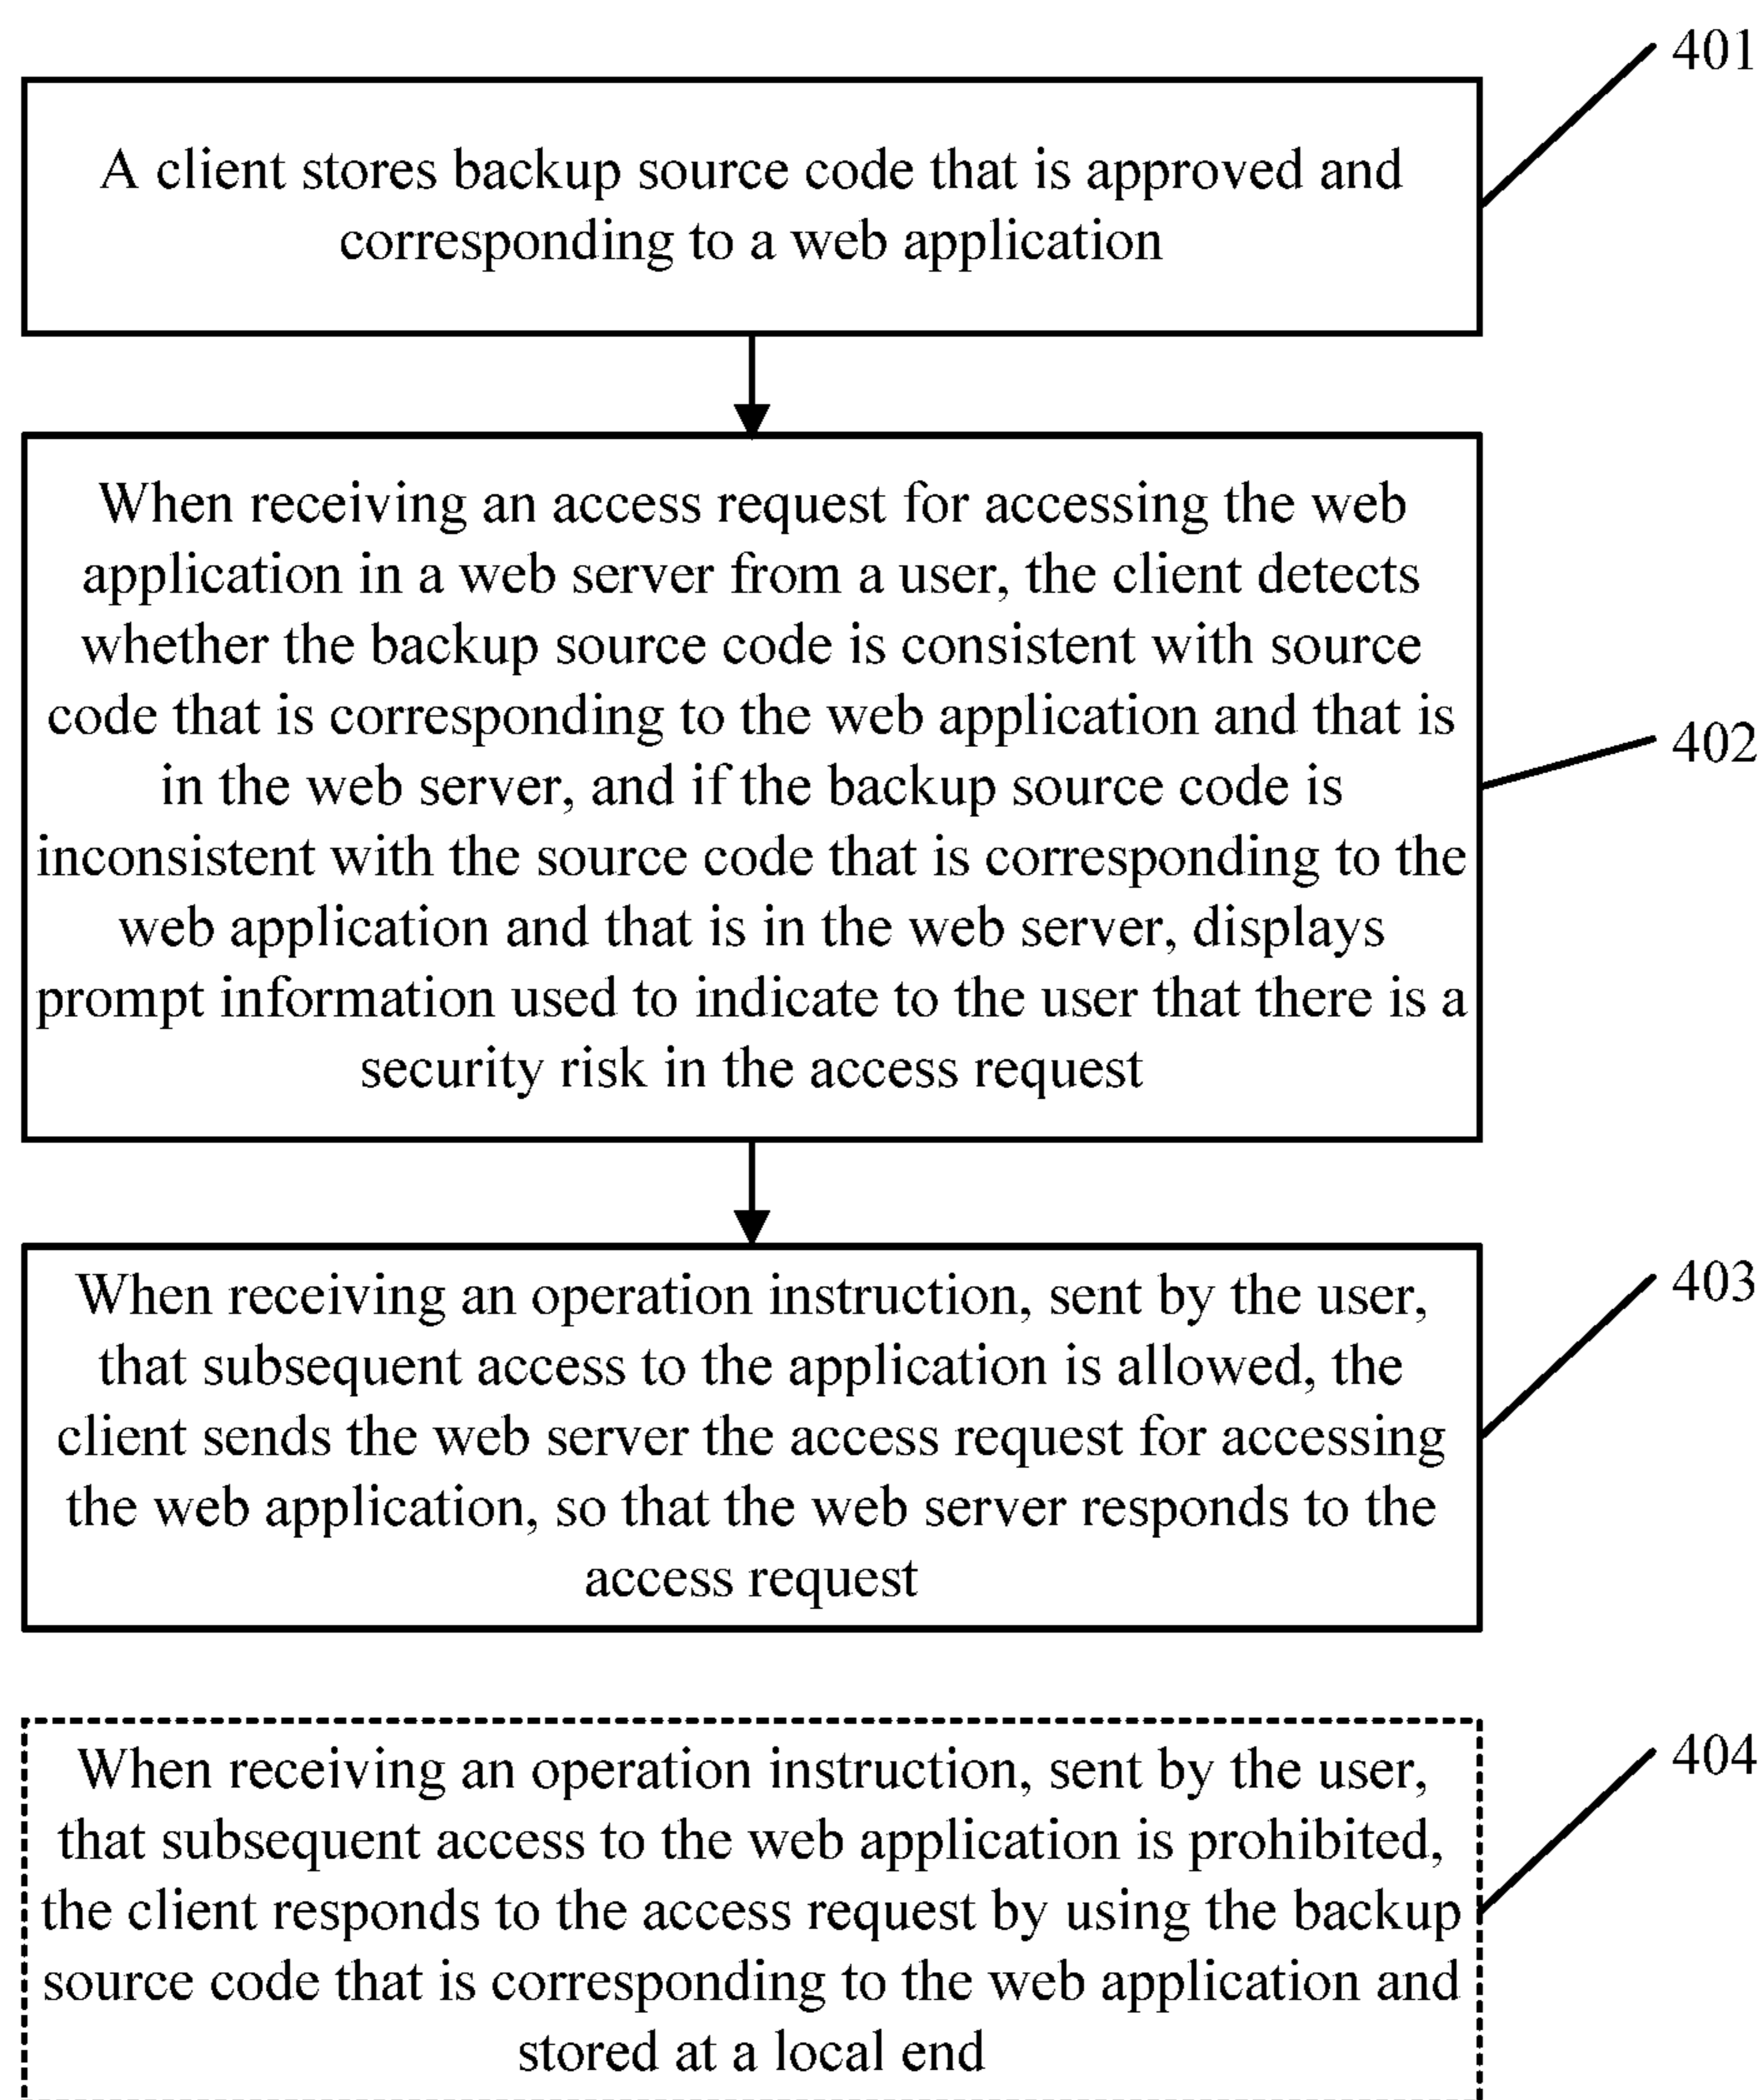 401
A client stores backup source code that is approved and
corresponding to a web application
When receiving an access request for accessing the web
application in a web server from a user, the client detects
whether the backup source code is consistent with source
code that is corresponding to the web application and that is
in the web server, and if the backup source code is
inconsistent with the source code that is corresponding to the
web application and that is in the web server, displays
prompt information used to indicate to the user that there is a
security risk in the access request
402
When receiving an operation instruction, sent by the user,
that subsequent access to the application is allowed, the
client sends the web server the access request for accessing
the web application, so that the web server responds to the
access request
403
When receiving an operation instruction, sent by the user,
that subsequent access to the web application is prohibited,
the client responds to the access request by using the backup
source code that is corresponding to the web application and
stored at a local end
404